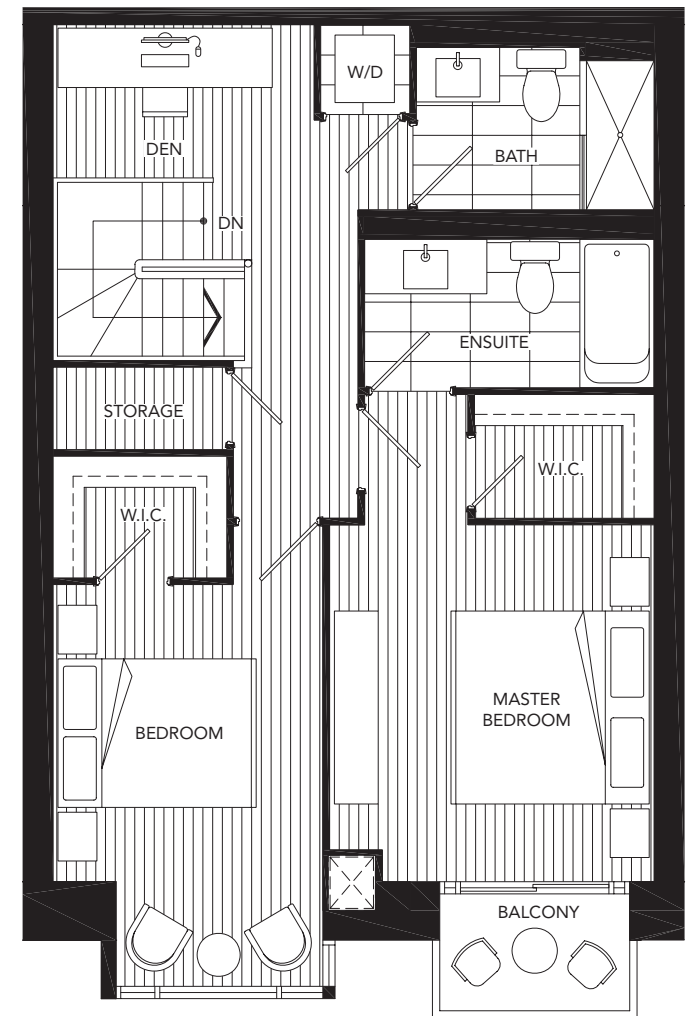 W/D
DEN
BATH
DN
ENSUITE
STORAGE
W.I.C.
W.I.C.
MASTER
BEDROOM
BEDROOM
BALCONY